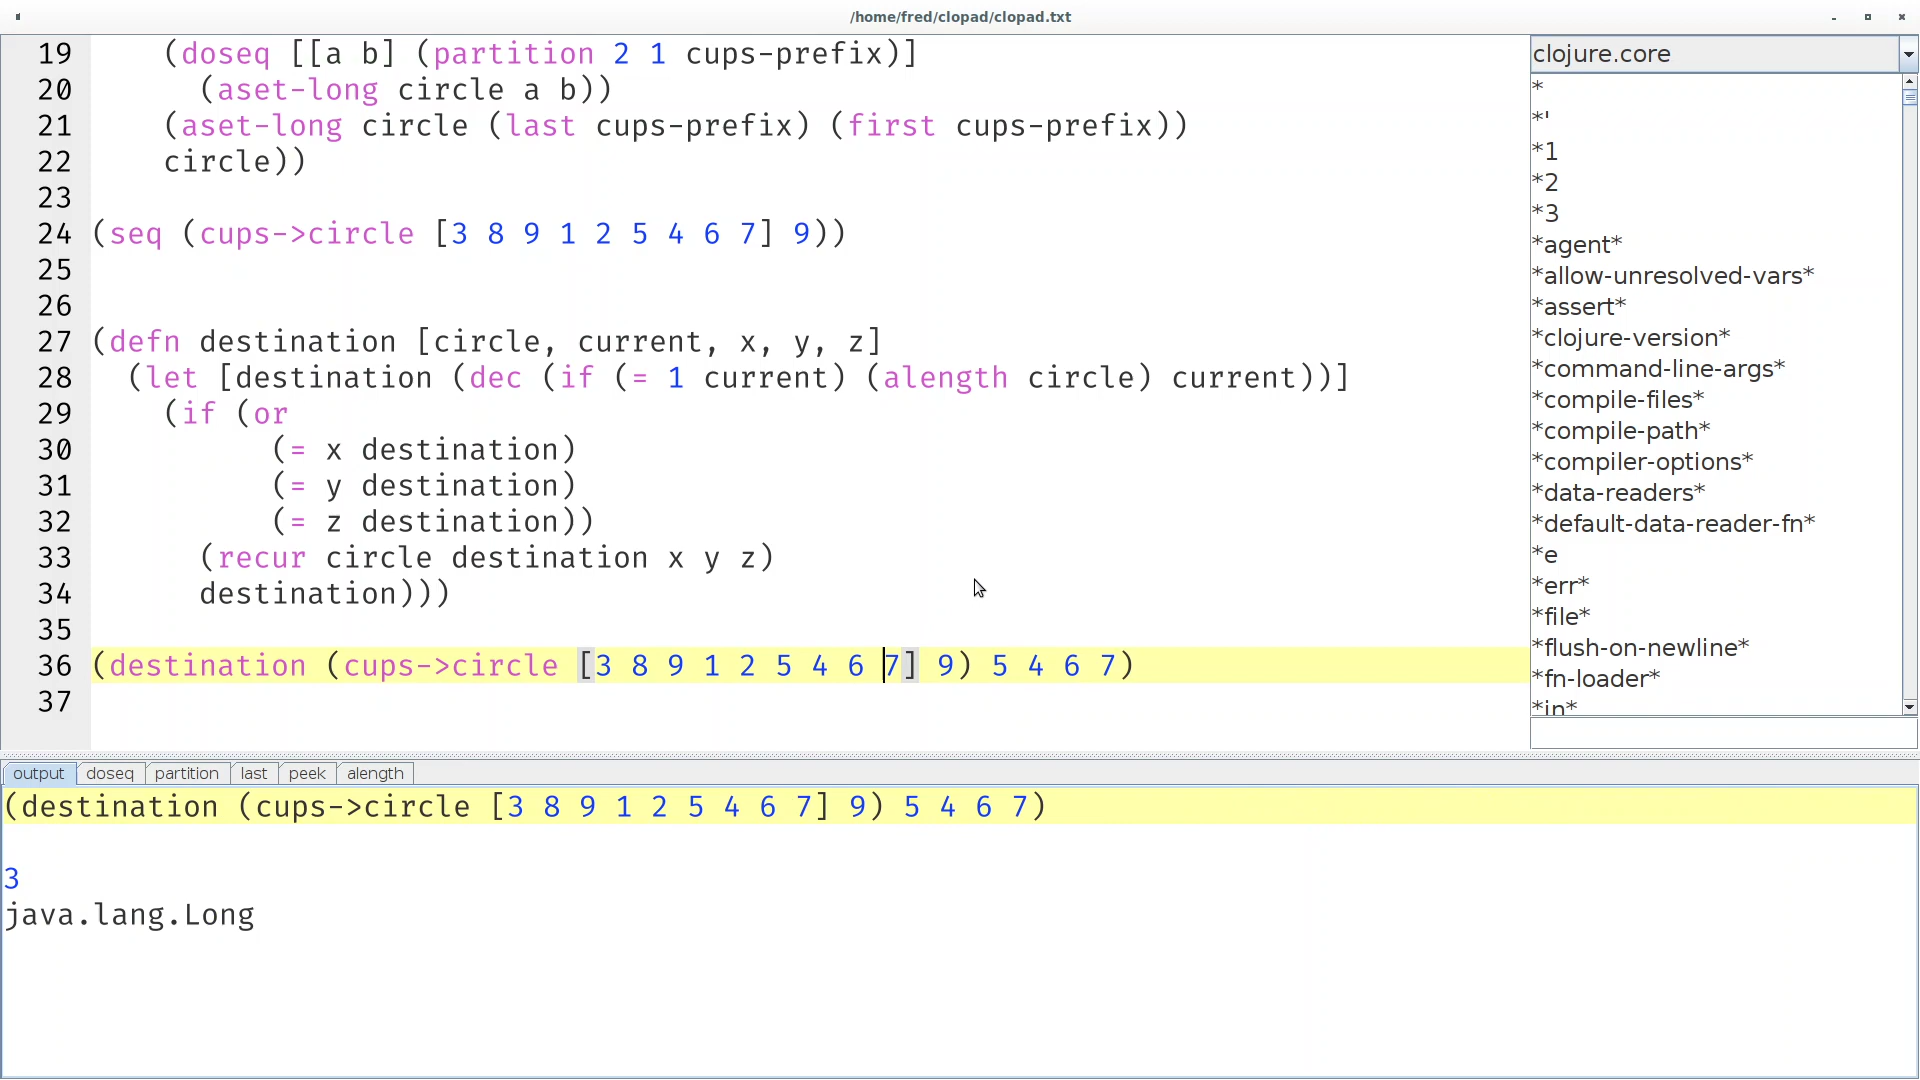 /home/fred/clopad/clopad.txt
19 (doseq [[a b] (partition 2 1 cups-prefix)]
20 (aset-long circle a b))
21 (aset-long circle (last cups-prefix) (first cups-prefix))
22 circle))
23
24 (seq (cups->circle [3 8 9 1 2 5 4 6 7] 9))
25
26
27 (defn destination [circle, current, x, y, z]
28 (let [destination (dec (if (= 1 current) (alength circle) current))]
29 (if (or
30 (= x destination)
31 (= y destination)
32 (= z destination))
33 (recur circle destination x y z)
34 destination)))
35
36 (destination (cups->circle [3 8 9 1 2 5 4 6 7] 9) 5 4 6 7)
37
clojure.core
*
*'
*1
*2
*3
*agent*
*allow-unresolved-vars*
*assert*
*clojure-version*
*command-line-args*
*compile-files*
*compile-path*
*compiler-options*
*data-readers*
*default-data-reader-fn*
*e
*err*
*file*
*flush-on-newline*
*fn-loader*
*in*
output doseq partition last peek alength
(destination (cups->circle [3 8 9 1 2 5 4 6 7] 9) 5 4 6 7)
3
java.lang.Long